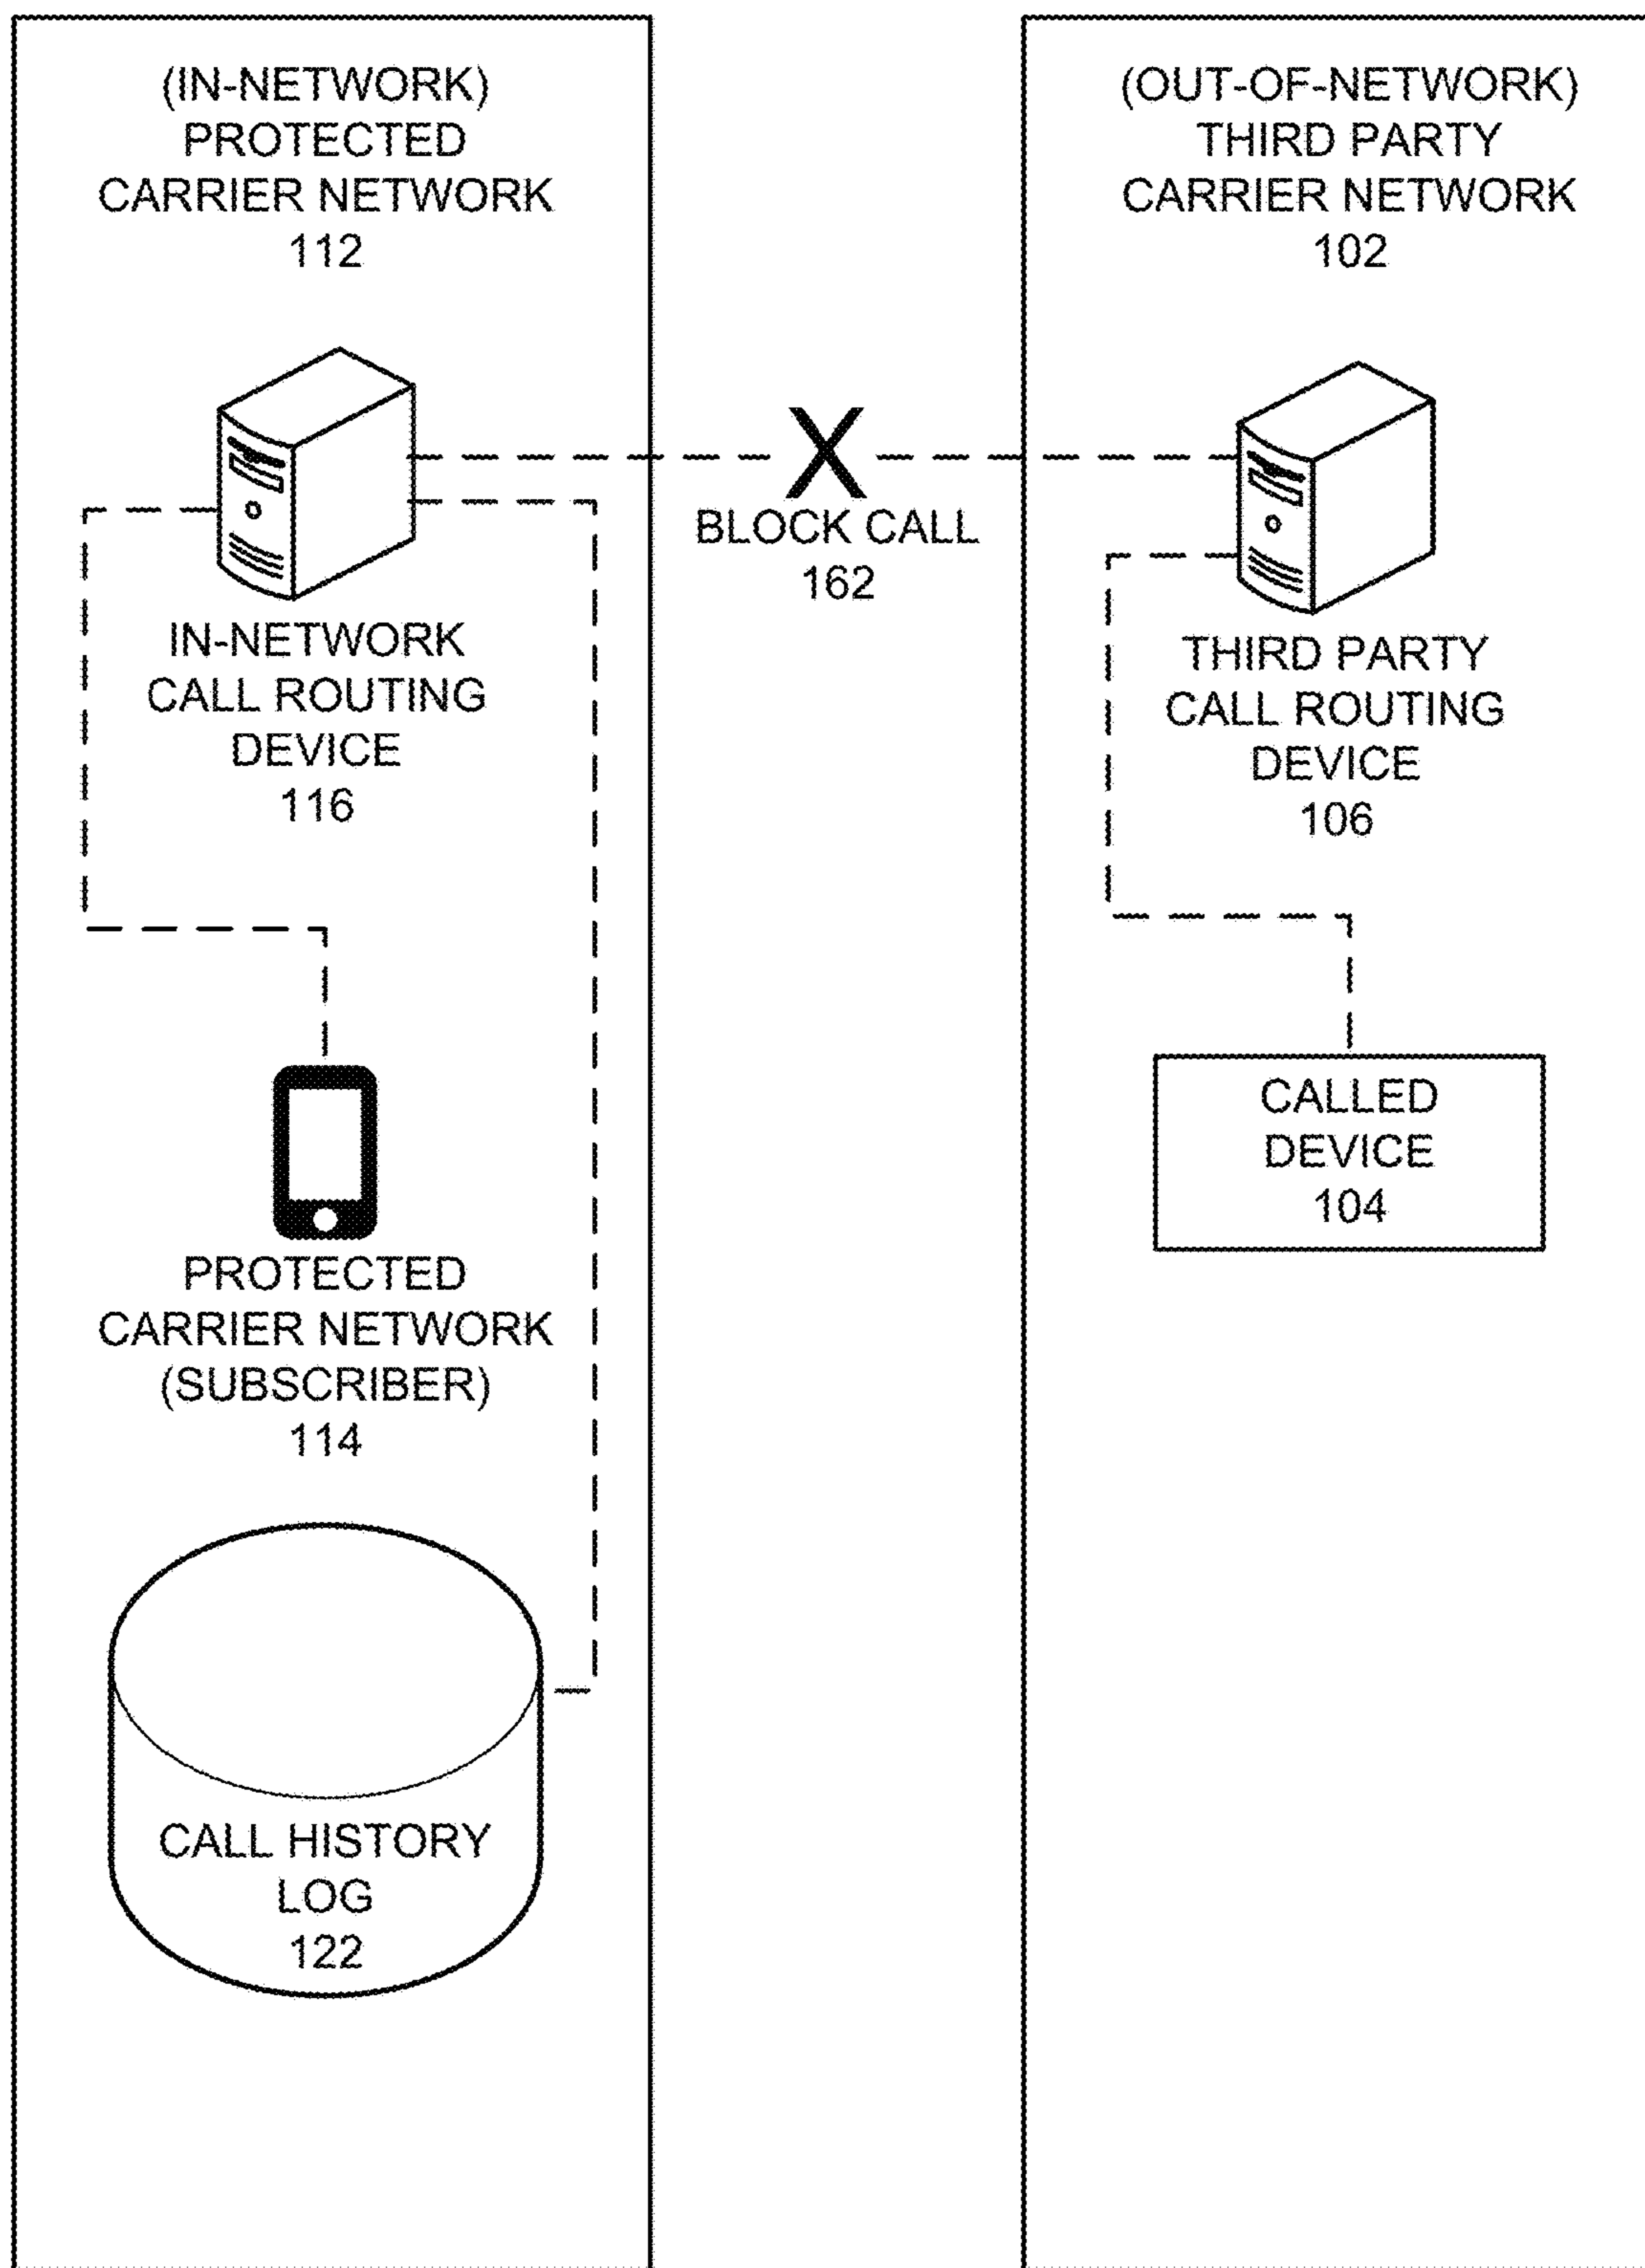 (IN-NETWORK)
PROTECTED
CARRIER NETWORK
112
IN-NETWORK
CALL ROUTING
DEVICE
116
PROTECTED
CARRIER NETWORK
(SUBSCRIBER)
114
CALL HISTORY
LOG
122
X
BLOCK CALL
162
(OUT-OF-NETWORK)
THIRD PARTY
CARRIER NETWORK
102
THIRD PARTY
CALL ROUTING
DEVICE
106
CALLED
DEVICE
104